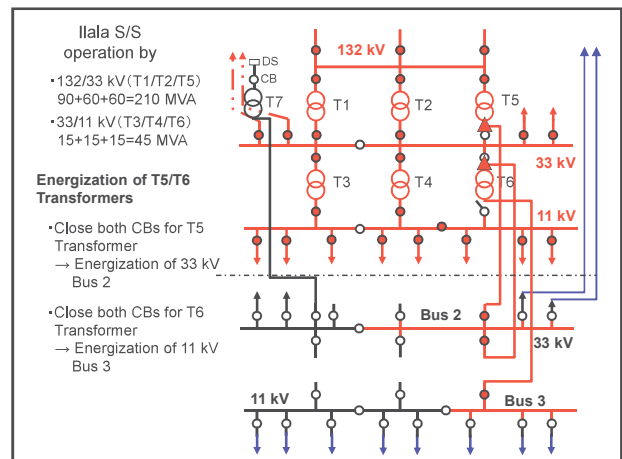 Ilala S/S
operation by
・132/33 kV(T1/T2/T5)
90+60+60=210 MVA
・33/11 kV(T3/T4/T6)
15+15+15=45 MVA
Energization of T5/T6
Transformers
・Close both CBs for T5
Transformer
→ Energization of 33 kV
Bus 2
・Close both CBs for T6
Transformer
→ Energization of 11 kV
Bus 3
DS
CB
T7
132 kV
T1
T2
T5
33 kV
T3
T4
T6
11 kV
Bus 2
33 kV
11 kV
Bus 3